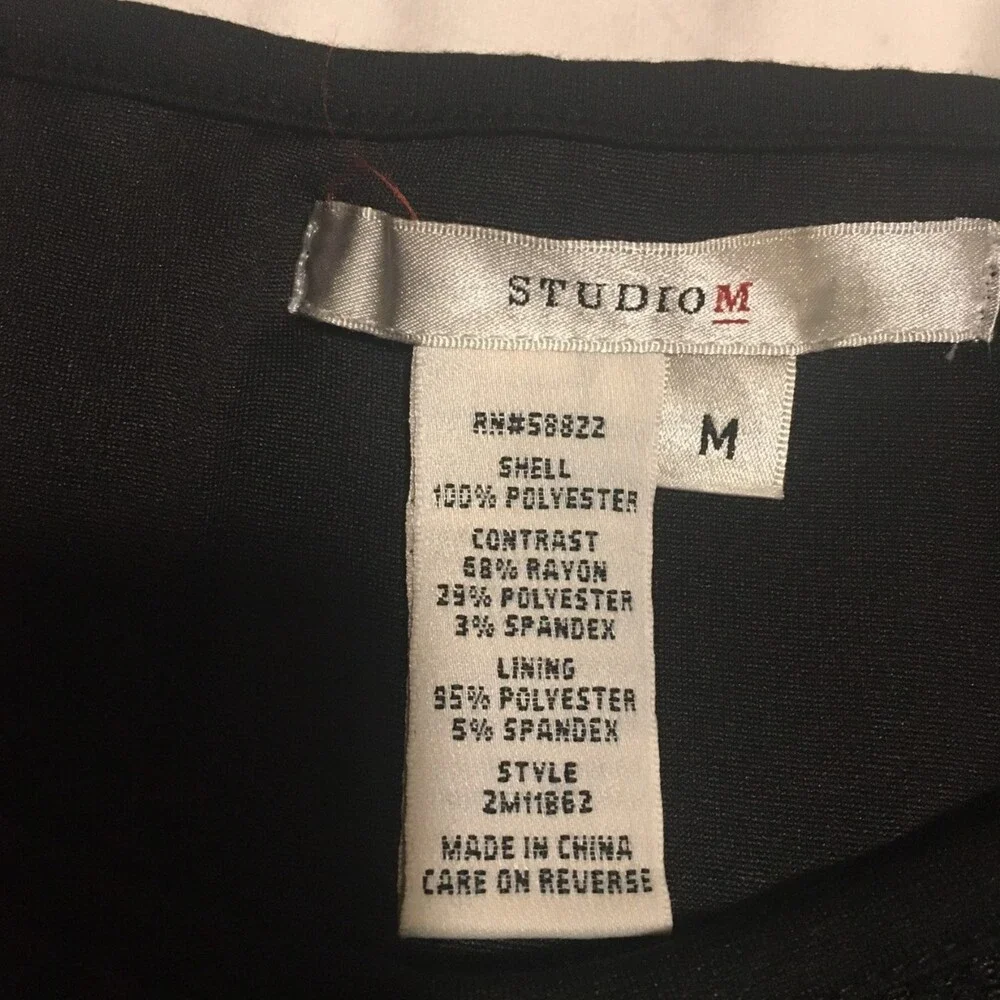 STUDIO M
M
RN#58822
SHELL
100% POLYESTER
CONTRAST
68% RAYON
29% POLYESTER
3% SPANDEX
LINING
95% POLYESTER
5% SPANDEX
STYLE
2M11862
MADE IN CHINA
CARE ON REVERSE